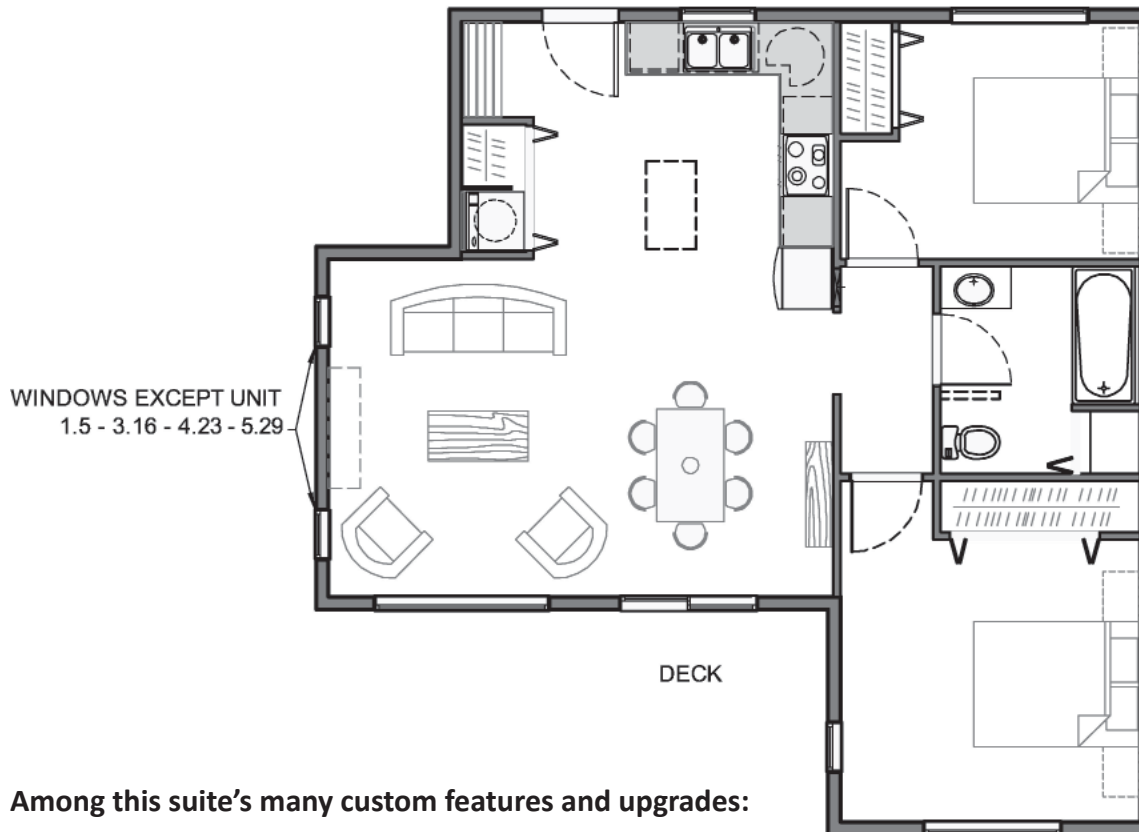 WINDOWS EXCEPT UNIT
1.5 - 3.16 - 4.23 - 5.29
DECK
Among this suite’s many custom features and upgrades: